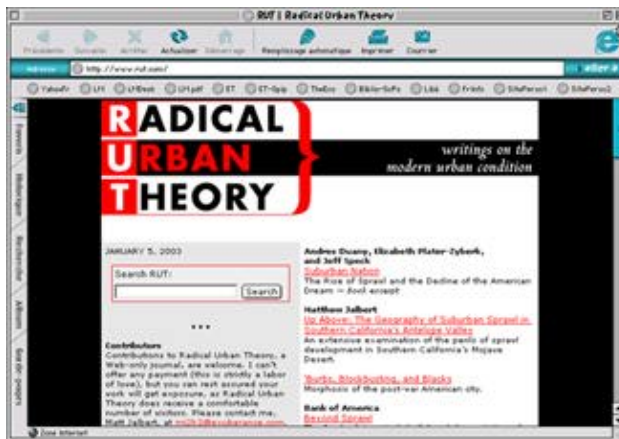 RUT | Radical Urban Theory
Précédente Suivante Arrêter Actualiser Démarrage Remplissage automatique Imprimer Courrier
Adresse http://www.rut.com/ aller à
Favoris
Historique
Recherche
Album
Garde-pages
RADICAL
URBAN
THEORY
writings on the
modern urban condition
JANUARY 5, 2003
Search RUT:
Search
Contributors
Contributions to Radical Urban Theory, a
Web-only journal, are welcome. I can't
offer any payment (this is strictly a labor
of love), but you can rest assured your
work will get exposure, as Radical Urban
Theory does receive a comfortable
number of visitors. Please contact me,
Matt Jalbert, at
Andres Duany, Elizabeth Plater-Zyberk,
and Jeff Speck
Suburban Nation
The Rise of Sprawl and the Decline of the American
Dream — book excerpt
Matthew Jalbert
Up Above: The Geography of Suburban Sprawl in
Southern California's Antelope Valley
An extensive examination of the perils of sprawl
development in Southern California's Mojave
Desert.
'Burbs, Blockbusting, and Blacks
Morphosis of the post-war American city.
Bank of America
Beyond Sprawl
Zone Internet